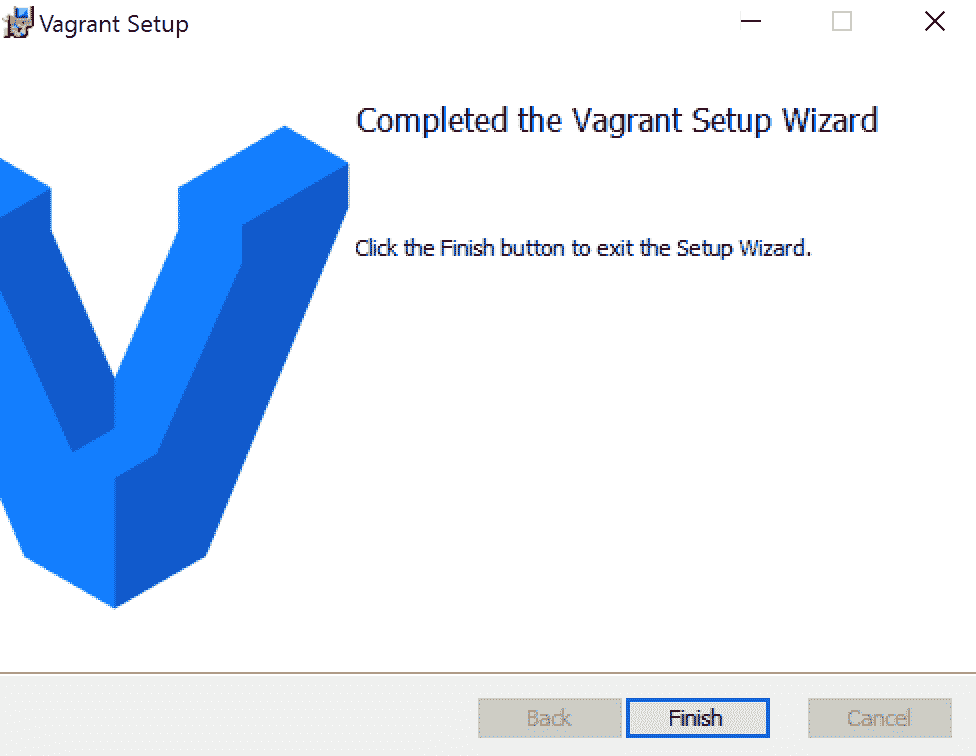 Vagrant Setup
Completed the Vagrant Setup Wizard
Click the Finish button to exit the Setup Wizard.
Back
Finish
Cancel